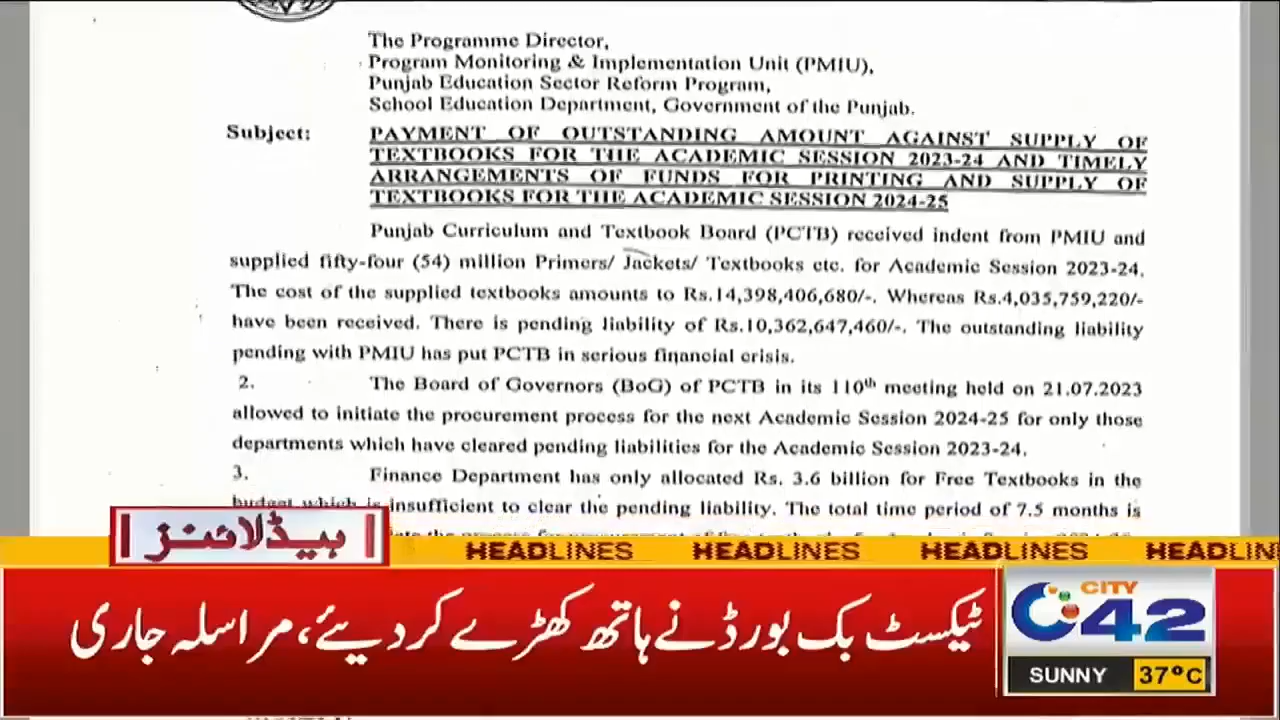 The Programme Director,
Program Monitoring & Implementation Unit (PMIU),
Punjab Education Sector Reform Program,
School Education Department, Government of the Punjab.
Subject: PAYMENT OF OUTSTANDING AMOUNT AGAINST SUPPLY OF
TEXTBOOKS FOR THE ACADEMIC SESSION 2023-24 AND TIMELY
ARRANGEMENTS OF FUNDS FOR PRINTING AND SUPPLY OF
TEXTBOOKS FOR THE ACADEMIC SESSION 2024-25
Punjab Curriculum and Textbook Board (PCTB) received indent from PMIU and
supplied fifty-four (54) million Primers/ Jackets/ Textbooks etc. for Academic Session 2023-24.
The cost of the supplied textbooks amounts to Rs.14,398,406,680/-. Whereas Rs.4,035,759,220/-
have been received. There is pending liability of Rs.10,362,647,460/-. The outstanding liability
pending with PMIU has put PCTB in serious financial crisis.
2. The Board of Governors (BoG) of PCTB in its 110th meeting held on 21.07.2023
allowed to initiate the procurement process for the next Academic Session 2024-25 for only those
departments which have cleared pending liabilities for the Academic Session 2023-24.
3. Finance Department has only allocated Rs. 3.6 billion for Free Textbooks in the
budget which is insufficient to clear the pending liability. The total time period of 7.5 months is
ہیڈلائنز
HEADLINES HEADLINES HEADLINES HEADLIN
ٹیکسٹ بک بورڈ نے ہاتھ کھڑے کر دیئے، مراسلہ جاری
CITY
42
SUNNY 37°C